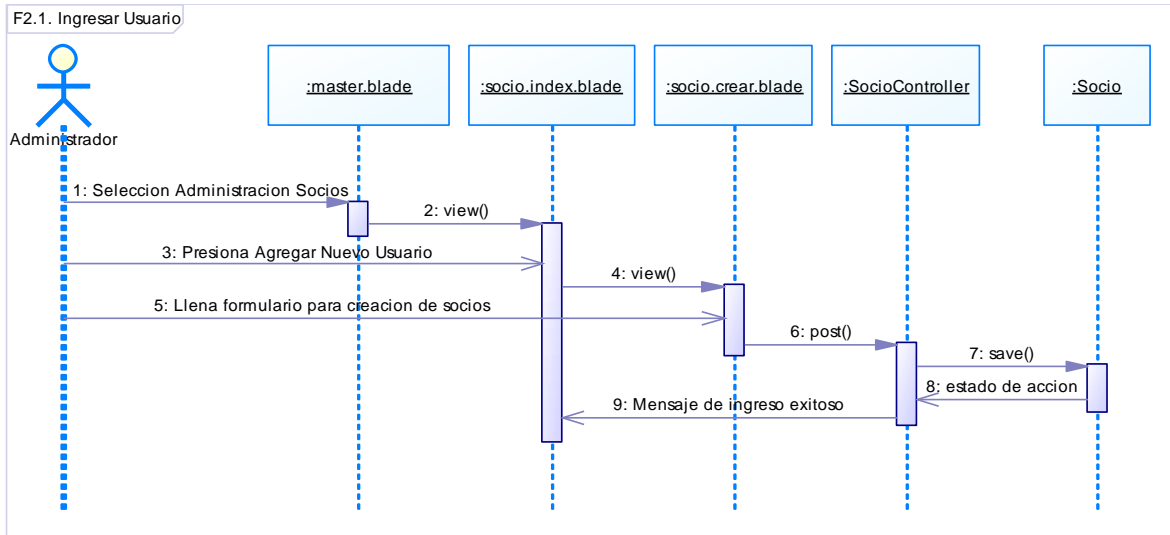 F2.1. Ingresar Usuario
:master.blade
:socio.index.blade
:socio.crear.blade
:SocioController
:Socio
Administrador
1: Seleccion Administracion Socios
2: view()
3: Presiona Agregar Nuevo Usuario
4: view()
5: Llena formulario para creacion de socios
6: post()
7: save()
8: estado de accion
9: Mensaje de ingreso exitoso